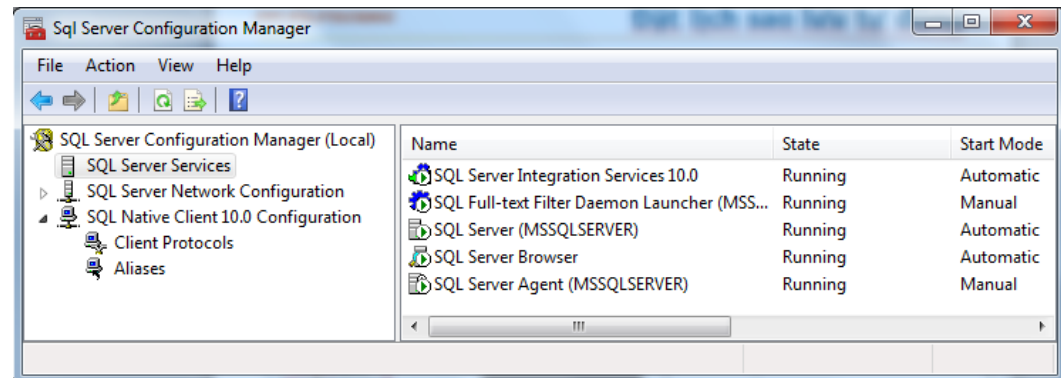 Sql Server Configuration Manager
File Action View Help
SQL Server Configuration Manager (Local)
SQL Server Services
SQL Server Network Configuration
SQL Native Client 10.0 Configuration
Client Protocols
Aliases
Name State Start Mode
SQL Server Integration Services 10.0 Running Automatic
SQL Full-text Filter Daemon Launcher (MSS... Running Manual
SQL Server (MSSQLSERVER) Running Automatic
SQL Server Browser Running Automatic
SQL Server Agent (MSSQLSERVER) Running Manual